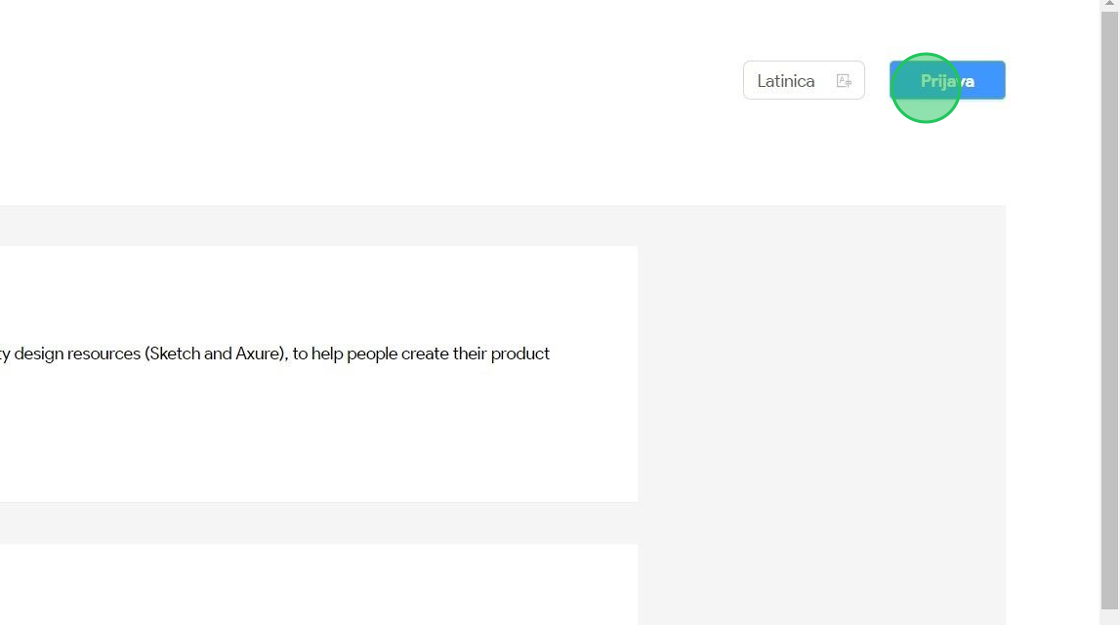 Latinica
Prijava
y design resources (Sketch and Axure), to help people create their product